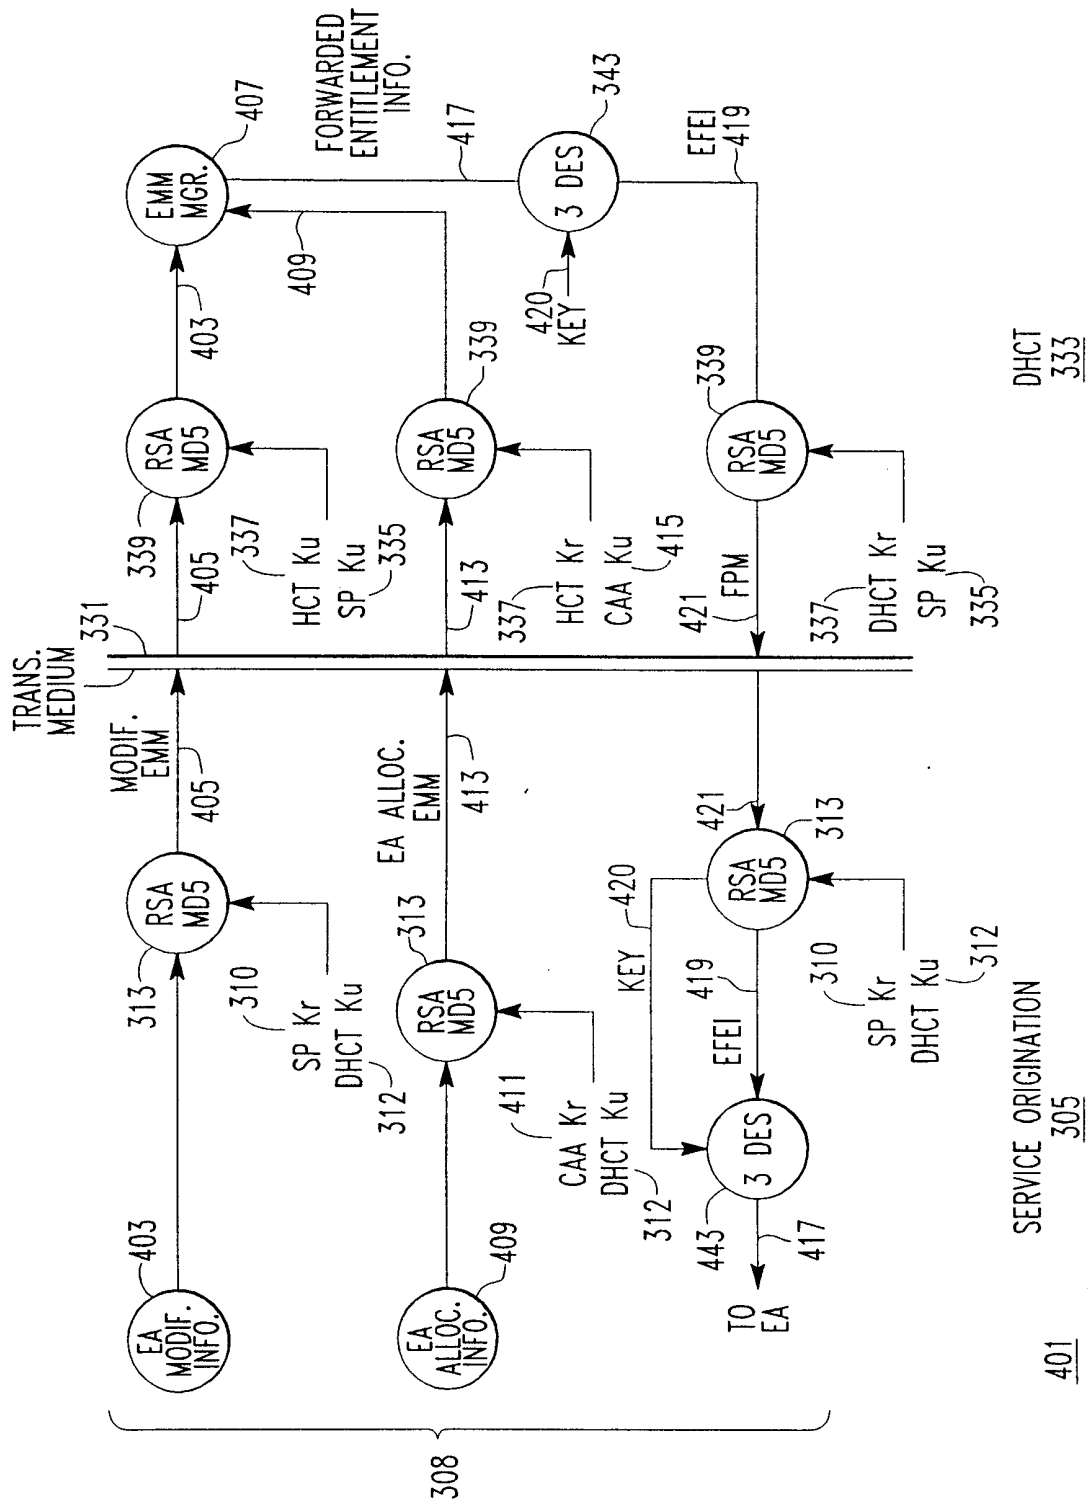 TRANS.
MEDIUM
331
EA
MODIF.
INFO.
403
313
RSA
MD5
310
SP Kr
DHCT Ku
312
MODIF.
EMM
405
405
339
RSA
MD5
337
HCT Ku
SP Ku
335
403
EMM
MGR.
407
308
EA
ALLOC.
INFO.
409
RSA
MD5
313
411
CAA Kr
DHCT Ku
312
EA ALLOC.
EMM
413
413
RSA
MD5
339
337
HCT Kr
CAA Ku
415
409
FORWARDED
ENTITLEMENT
INFO.
417
420
KEY
3 DES
343
TO
EA
417
443
3 DES
KEY
420
EFEI
419
RSA
MD5
313
310
SP Kr
DHCT Ku
312
421
421
FPM
RSA
MD5
339
337
DHCT Kr
SP Ku
335
EFEI
419
401
SERVICE ORIGINATION
305
DHCT
333